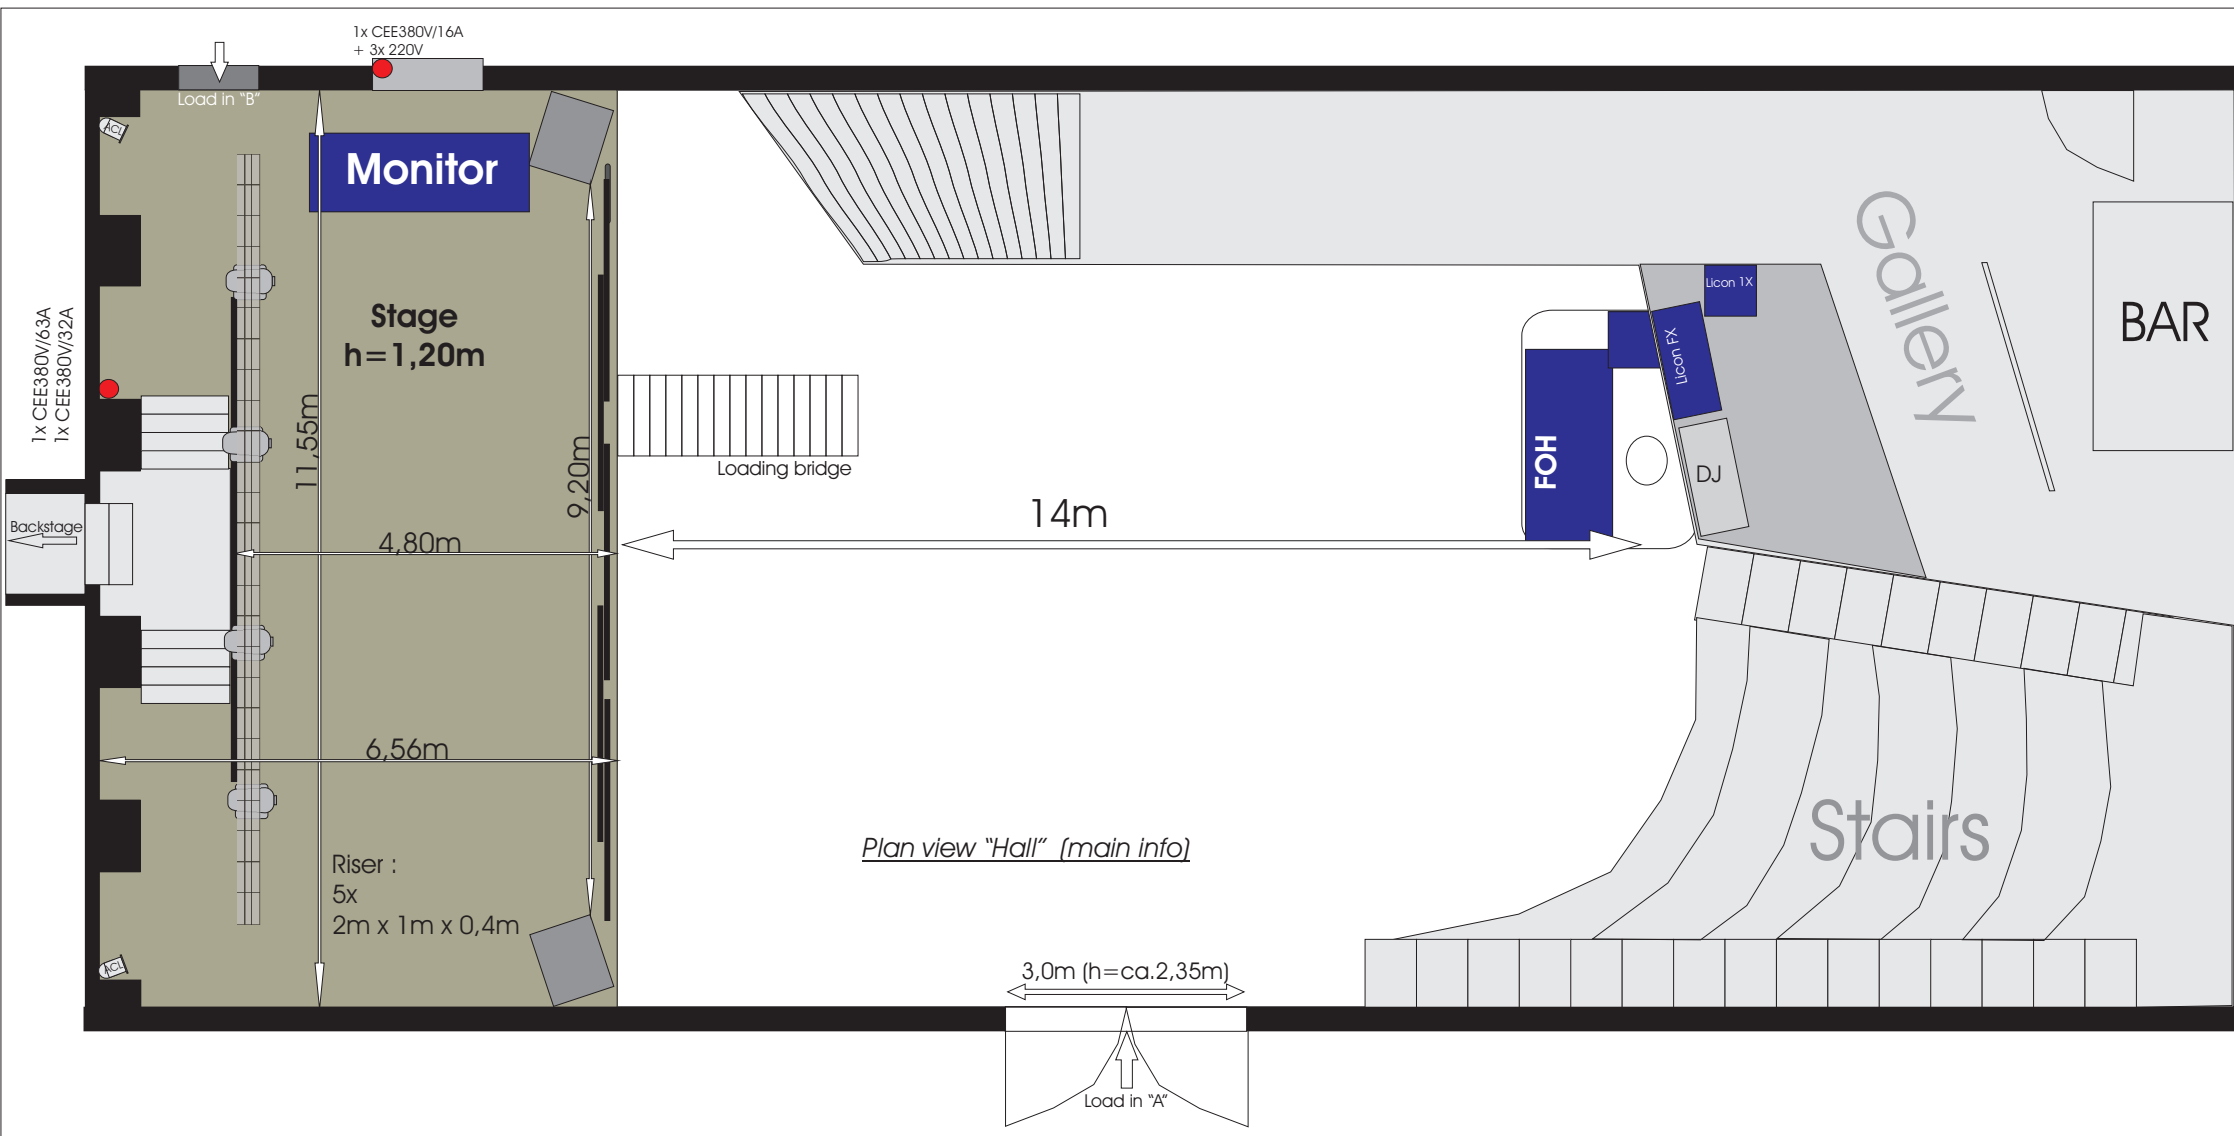 1x CEE380V/16A
+ 3x 220V
Load in "B"
ACL
Monitor
Stage
h=1,20m
1x CEE380V/63A
1x CEE380V/32A
11,55m
9,20m
Loading bridge
Backstage
4,80m
14m
6,56m
Riser :
5x
2m x 1m x 0,4m
ACL
Plan view "Hall" (main info)
3,0m (h=ca.2,35m)
Load in "A"
FOH
Licon 1X
Licon FX
DJ
Gallery
BAR
Stairs